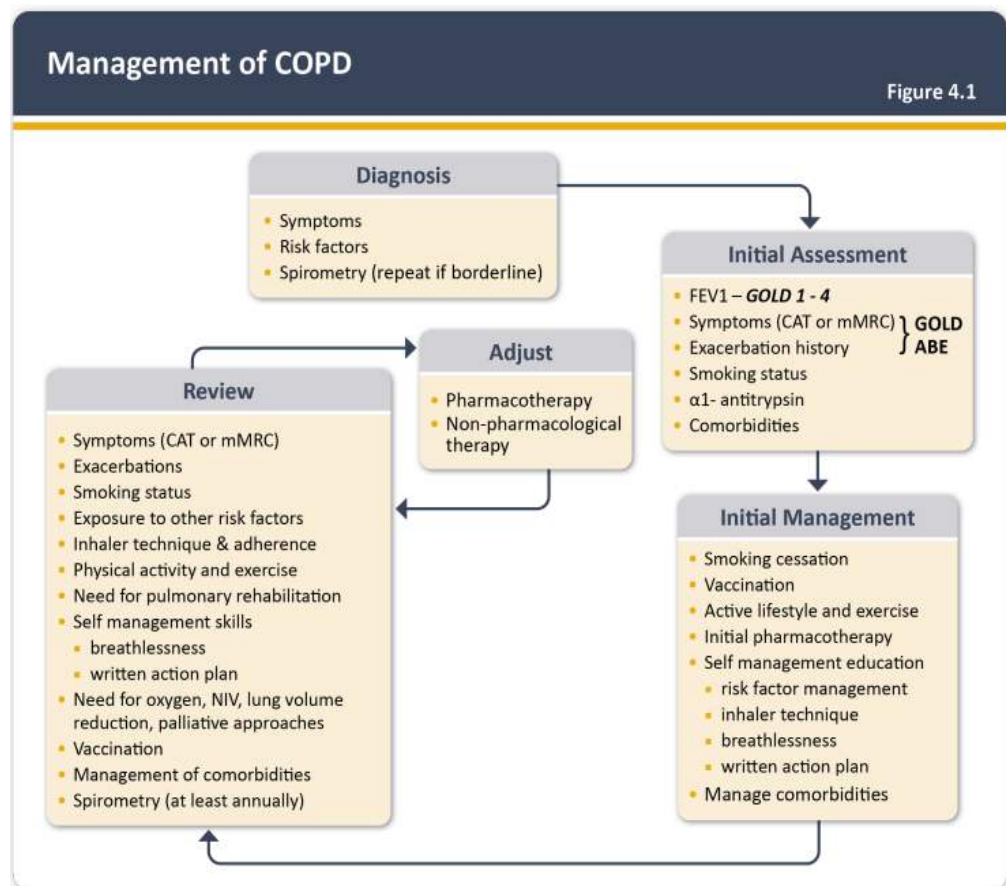 Management of COPD
Figure 4.1
Diagnosis
• Symptoms
• Risk factors
• Spirometry (repeat if borderline)
Initial Assessment
• FEV1 – GOLD 1 - 4
• Symptoms (CAT or mMRC)
• Exacerbation history
} GOLD
ABE
• Smoking status
• α1- antitrypsin
• Comorbidities
Initial Management
• Smoking cessation
• Vaccination
• Active lifestyle and exercise
• Initial pharmacotherapy
• Self management education
▪ risk factor management
▪ inhaler technique
▪ breathlessness
▪ written action plan
• Manage comorbidities
Review
• Symptoms (CAT or mMRC)
• Exacerbations
• Smoking status
• Exposure to other risk factors
• Inhaler technique & adherence
• Physical activity and exercise
• Need for pulmonary rehabilitation
• Self management skills
▪ breathlessness
▪ written action plan
• Need for oxygen, NIV, lung volume
reduction, palliative approaches
• Vaccination
• Management of comorbidities
• Spirometry (at least annually)
Adjust
• Pharmacotherapy
• Non-pharmacological
therapy